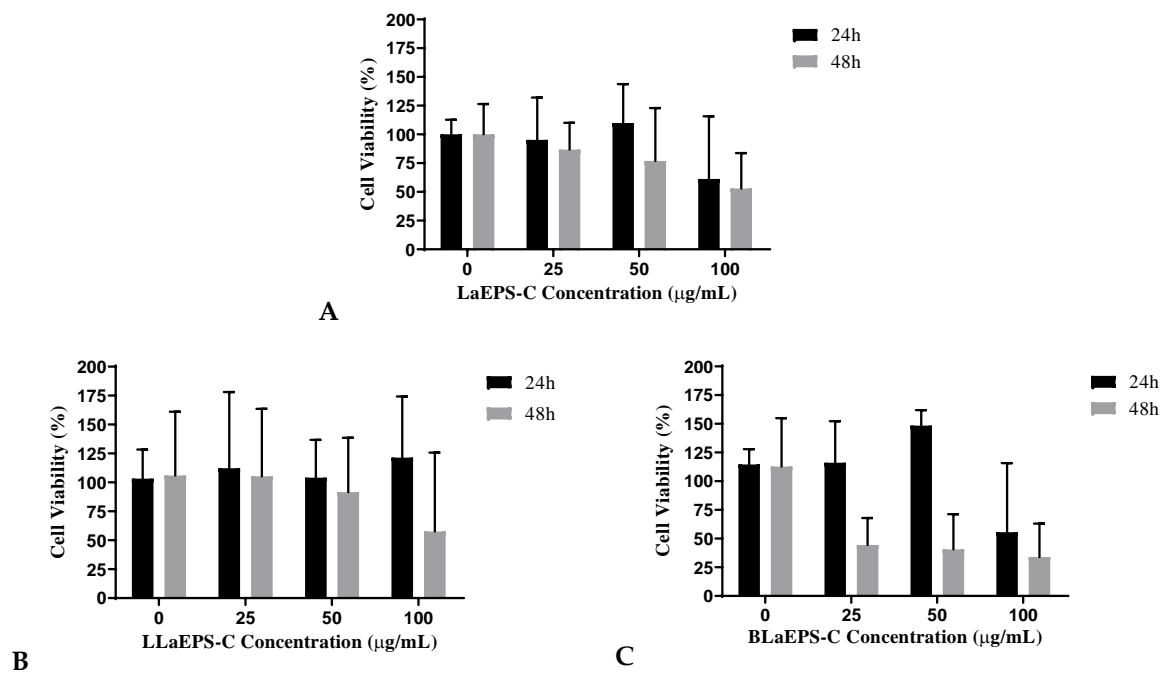 200
175
150
125
100
75
50
25
0
Cell Viability (%)
0 25 50 100
LaEPS-C Concentration (μg/mL)
24h
48h
A
200
175
150
125
100
75
50
25
0
Cell Viability (%)
0 25 50 100
LLaEPS-C Concentration (μg/mL)
24h
48h
B
200
175
150
125
100
75
50
25
0
Cell Viability (%)
0 25 50 100
BLaEPS-C Concentration (μg/mL)
24h
48h
C